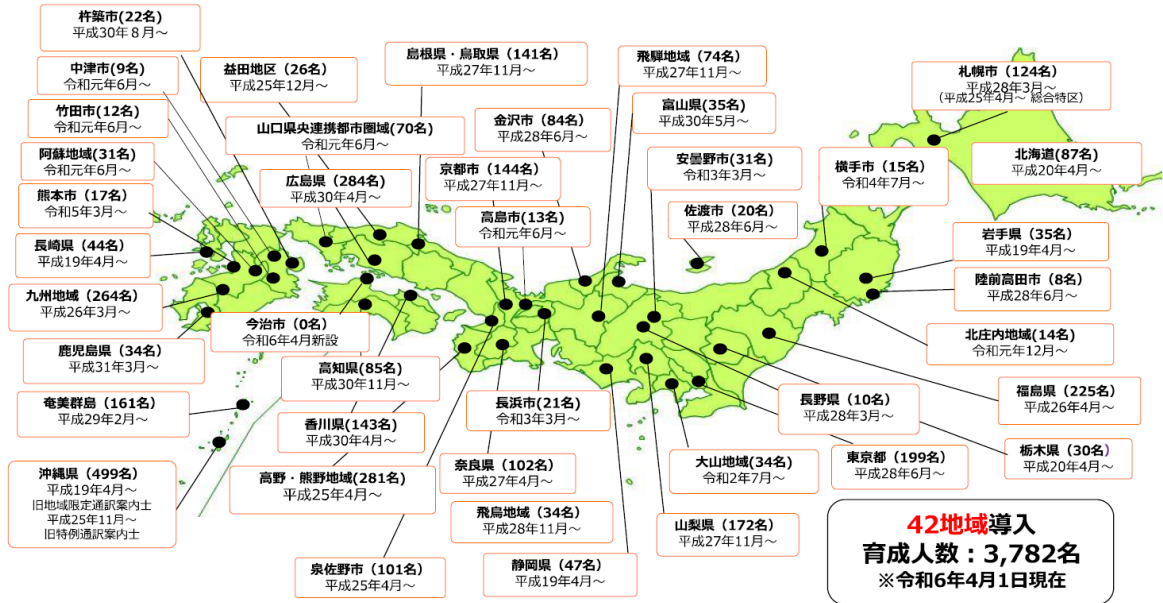 杵築市(22名)
平成30年８月～
中津市(9名)
令和元年6月～
竹田市(12名)
令和元年6月～
阿蘇地域(31名)
令和元年6月～
熊本市（17名）
令和5年3月～
長崎県（44名）
平成19年4月～
九州地域（264名）
平成26年3月～
鹿児島県（34名）
平成31年3月～
奄美群島（161名）
平成29年2月～
沖縄県（499名）
平成19年4月～
旧地域限定通訳案内士
平成25年11月～
旧特例通訳案内士
益田地区（26名）
平成25年12月～
山口県央連携都市圏域(70名)
令和元年6月～
広島県（284名）
平成30年4月～
島根県・鳥取県（141名）
平成27年11月～
金沢市（84名）
平成28年6月～
京都市（144名）
平成27年11月～
高島市(13名)
令和元年6月～
飛騨地域（74名）
平成27年11月～
富山県(35名）
平成30年5月～
安曇野市(31名)
令和3年3月～
佐渡市（20名）
平成28年6月～
札幌市（124名）
平成28年3月～
（平成25年4月～ 総合特区）
横手市（15名）
令和4年7月～
北海道(87名）
平成20年4月～
岩手県（35名）
平成19年4月～
陸前高田市（8名）
平成28年6月～
北庄内地域(14名）
令和元年12月～
福島県（225名）
平成26年4月～
栃木県（30名）
平成20年4月～
今治市（0名）
令和6年4月新設
高知県(85名)
平成30年11月～
香川県(143名)
平成30年4月～
高野・熊野地域(281名)
平成25年4月～
泉佐野市（101名）
平成25年4月～
長浜市(21名)
令和3年3月～
奈良県（102名）
平成27年4月～
飛鳥地域（34名）
平成28年11月～
静岡県（47名）
平成19年4月～
大山地域(34名)
令和2年7月～
山梨県（172名）
平成27年11月～
長野県（10名）
平成28年3月～
東京都（199名）
平成28年6月～
42地域導入
育成人数：3,782名
※令和6年4月1日現在